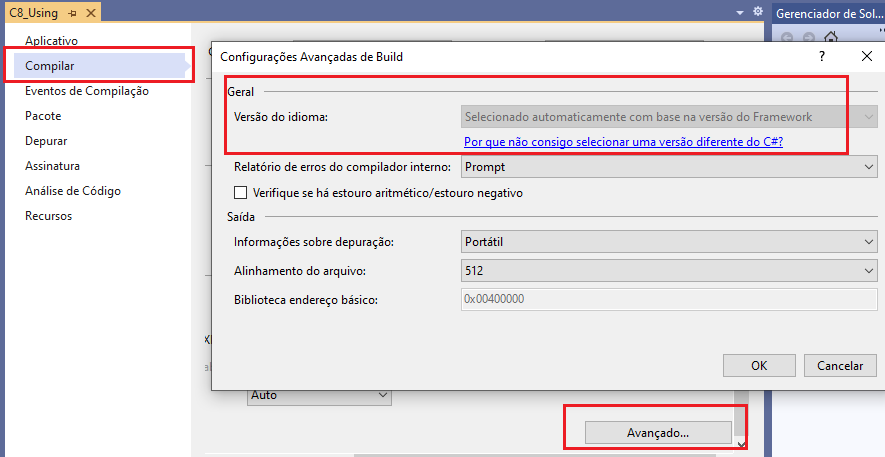 C8_Using
Gerenciador de Sol...
Aplicativo
Compilar
Eventos de Compilação
Pacote
Depurar
Assinatura
Análise de Código
Recursos
Configurações Avançadas de Build
Geral
Versão do idioma: Selecionado automaticamente com base na versão do Framework
Por que não consigo selecionar uma versão diferente do C#?
Relatório de erros do compilador interno: Prompt
Verifique se há estouro aritmético/estouro negativo
Saída
Informações sobre depuração: Portátil
Alinhamento do arquivo: 512
Biblioteca endereço básico: 0x00400000
OK Cancelar
Auto
Avançado...